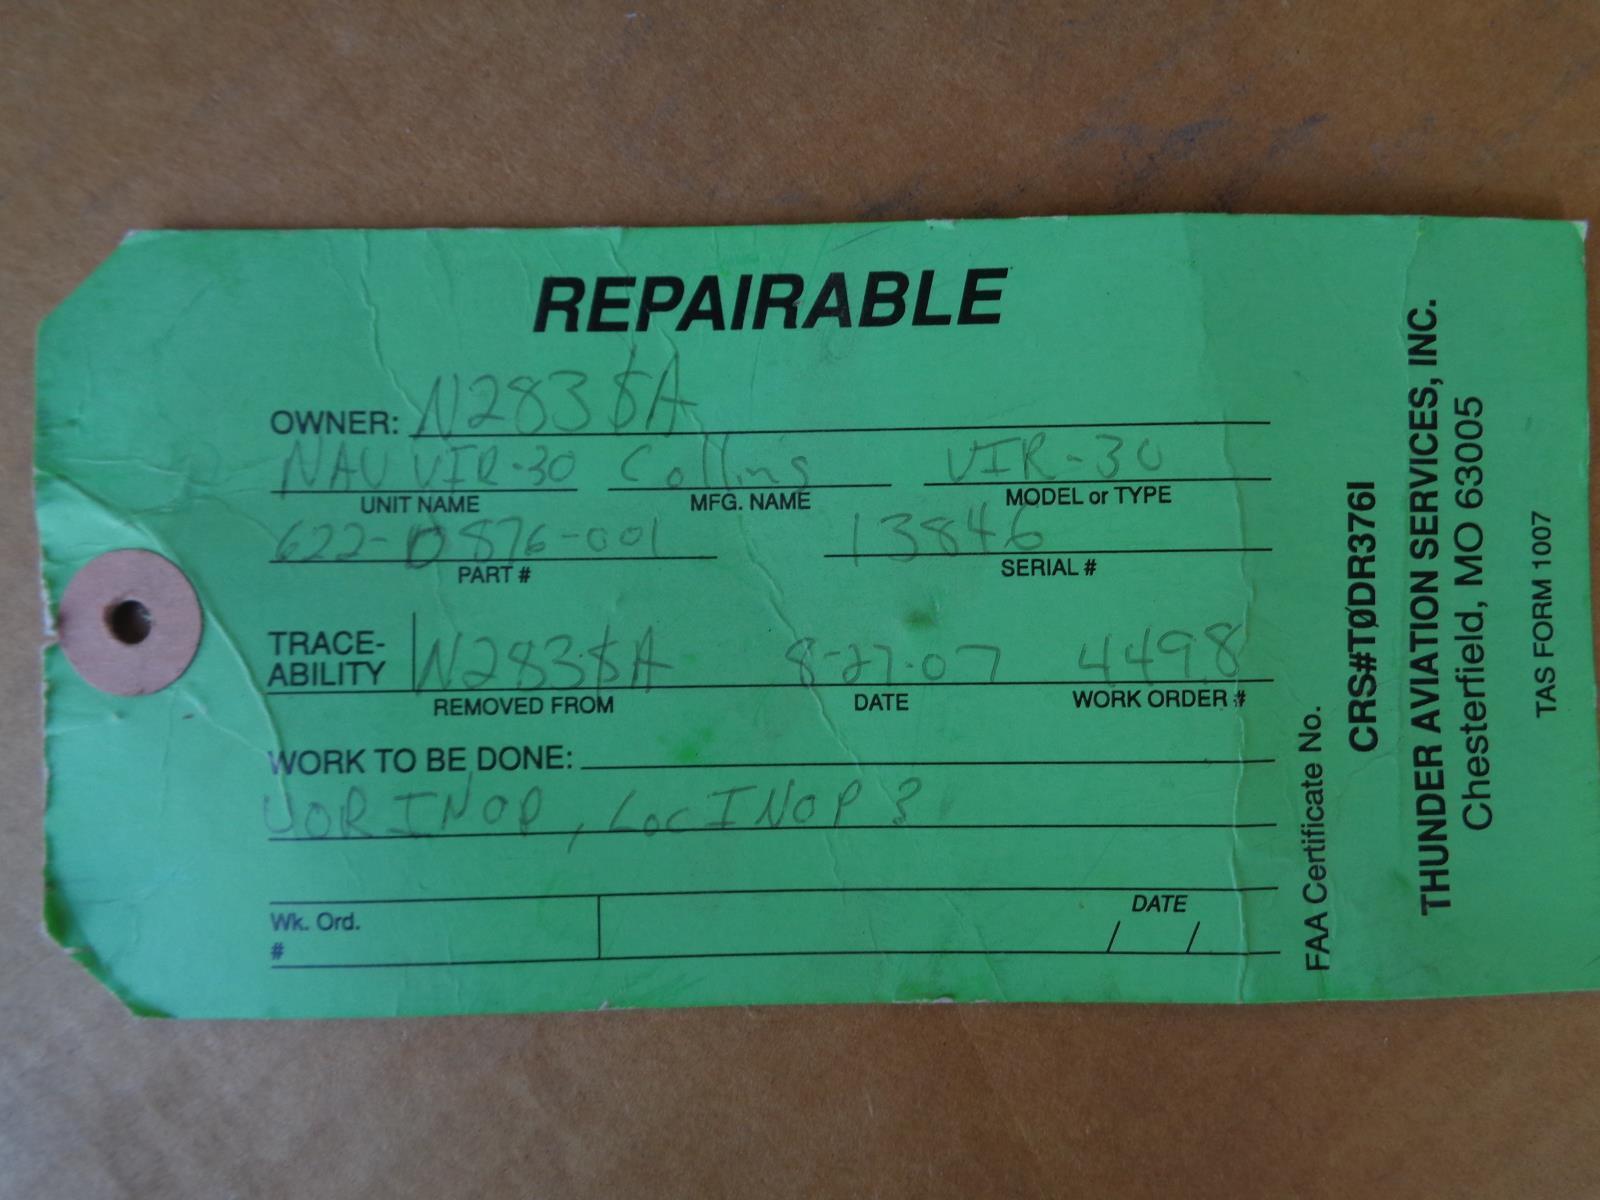 REPAIRABLE
OWNER: N283$A
NAV VIR-30 Collins VIR-30
UNIT NAME MFG. NAME MODEL or TYPE
622-0876-001 13846
PART # SERIAL #
TRACE-
ABILITY N283$A 8-27-07 4498
REMOVED FROM DATE WORK ORDER #
WORK TO BE DONE:
VOR INOP, LOC INOP ?
Wk. Ord.
#
DATE
/ /
FAA Certificate No.
CRS#TØDR376I
THUNDER AVIATION SERVICES, INC.
Chesterfield, MO 63005
TAS FORM 1007